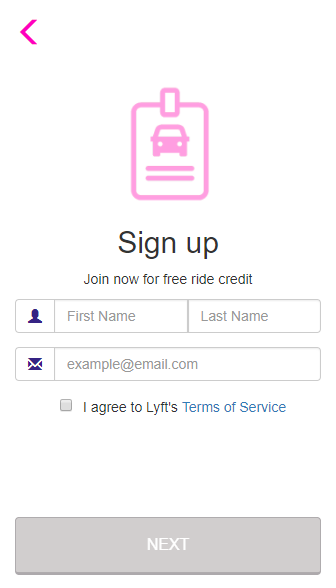 Sign up
Join now for free ride credit
First Name Last Name
example@email.com
I agree to Lyft's Terms of Service
NEXT